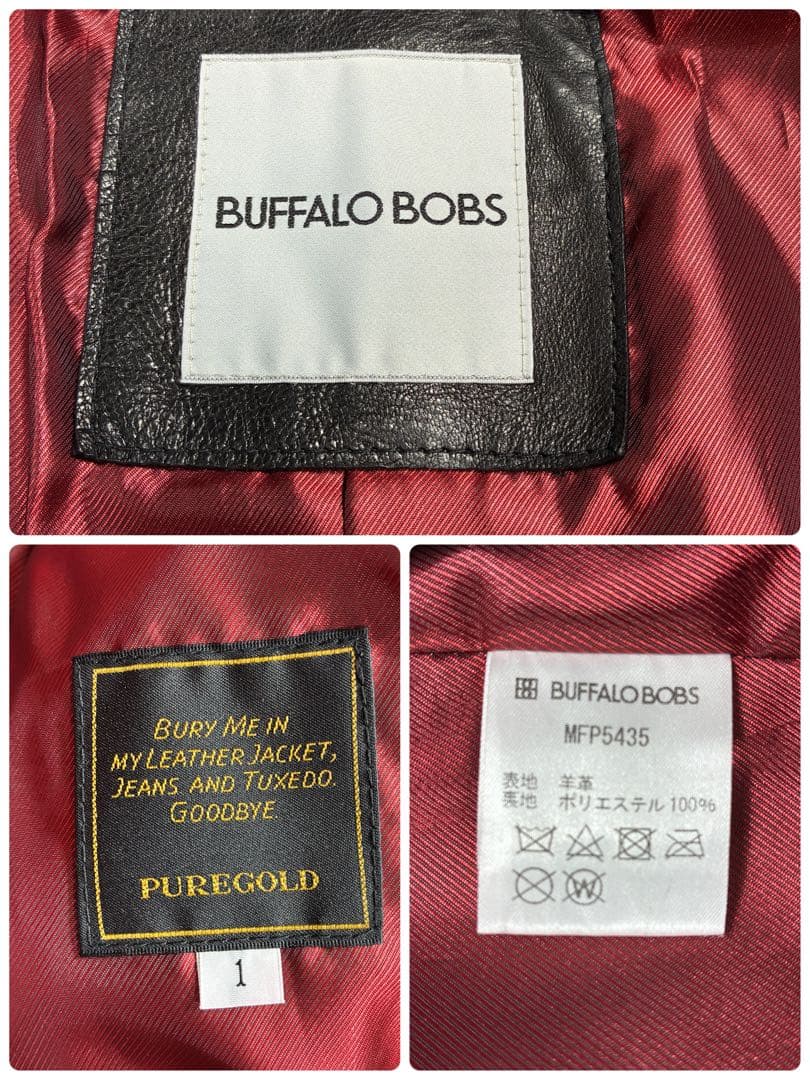 BUFFALO BOBS
BURY ME IN
MY LEATHER JACKET,
JEANS AND TUXEDO.
GOODBYE.
PUREGOLD
1
BUFFALO BOBS
MFP5435
表地 羊革
裏地 ポリエステル 100%
W